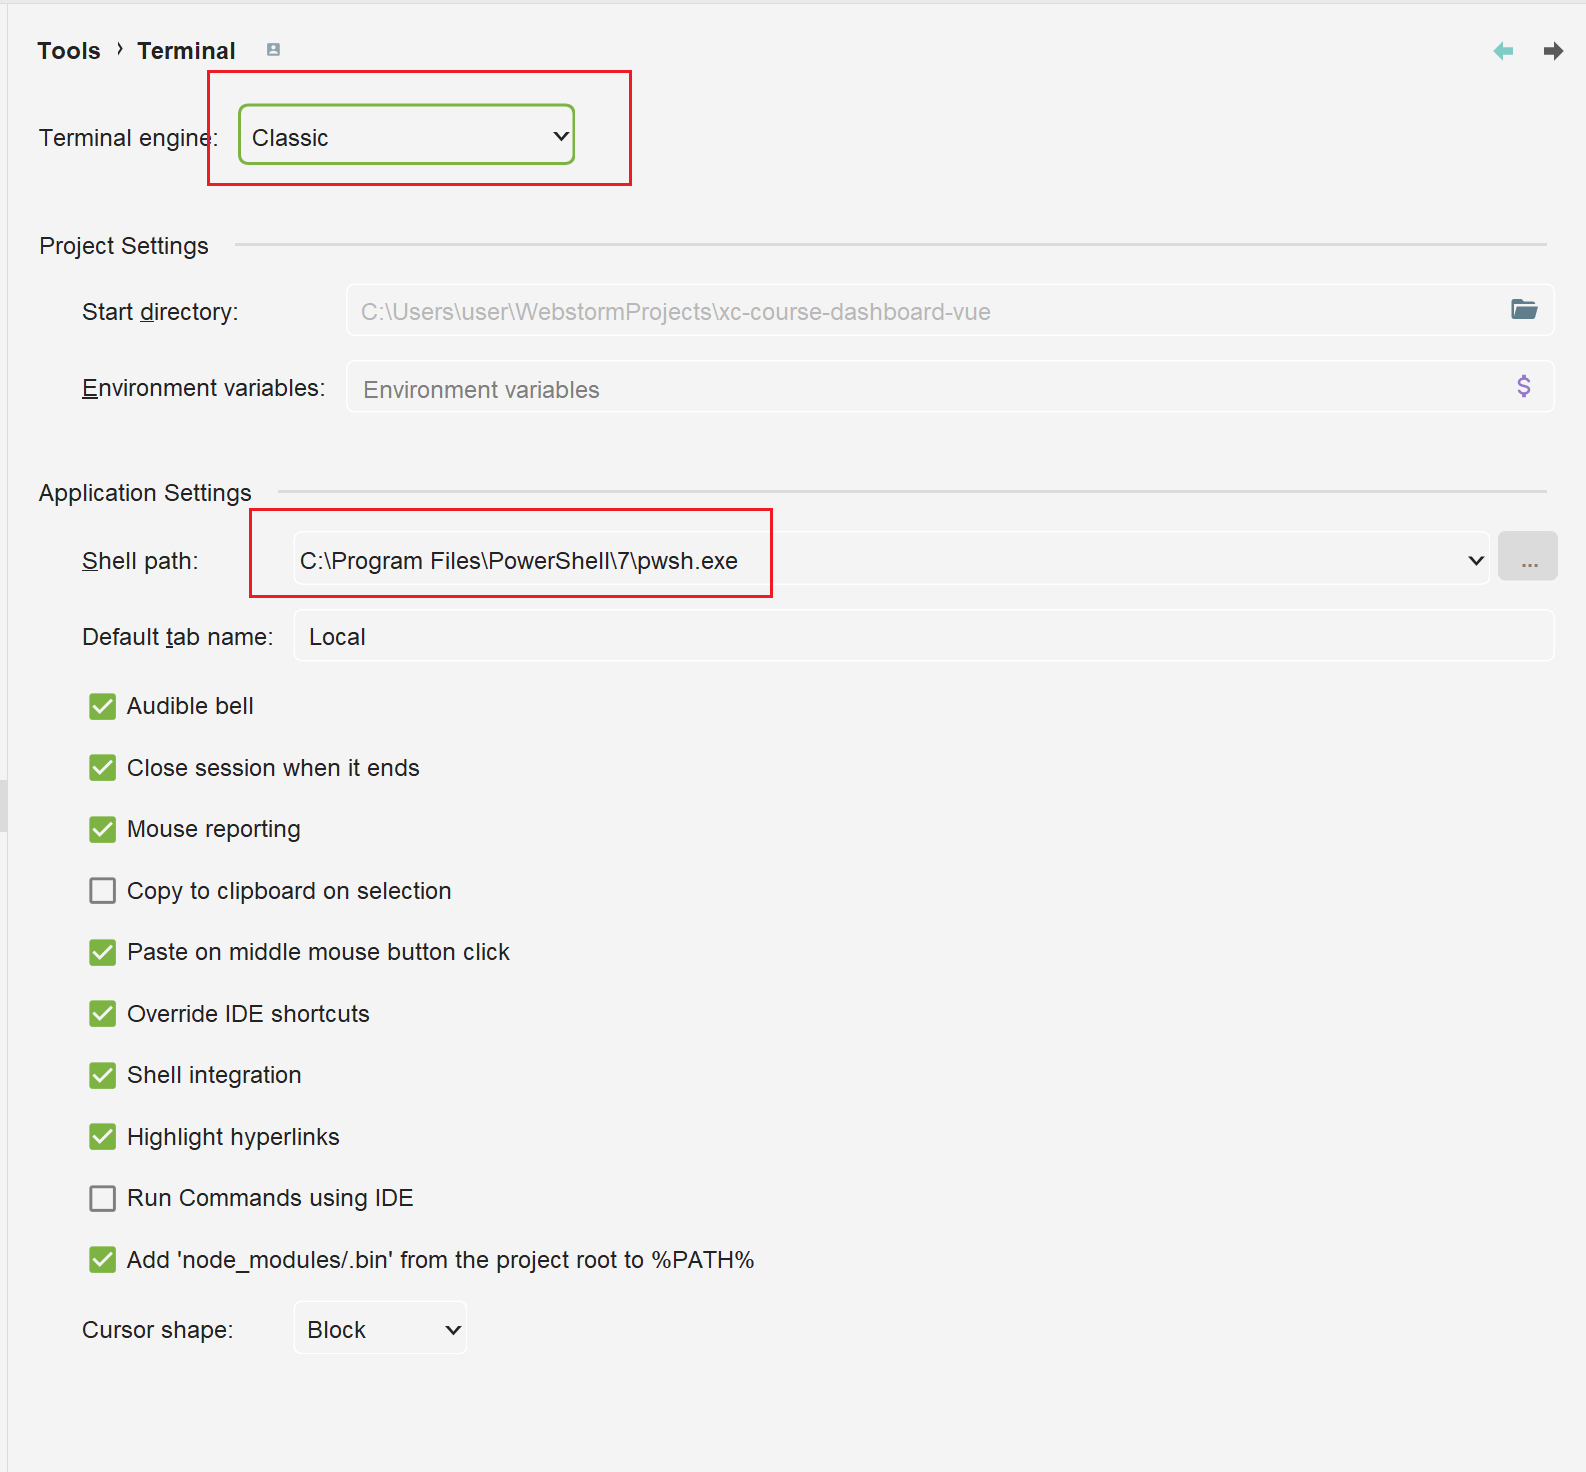 Tools › Terminal
Terminal engine: Classic
Project Settings
Start directory: C:\Users\user\WebstormProjects\xc-course-dashboard-vue
Environment variables: Environment variables
Application Settings
Shell path: C:\Program Files\PowerShell\7\pwsh.exe ...
Default tab name: Local
Audible bell
Close session when it ends
Mouse reporting
Copy to clipboard on selection
Paste on middle mouse button click
Override IDE shortcuts
Shell integration
Highlight hyperlinks
Run Commands using IDE
Add 'node_modules/.bin' from the project root to %PATH%
Cursor shape: Block